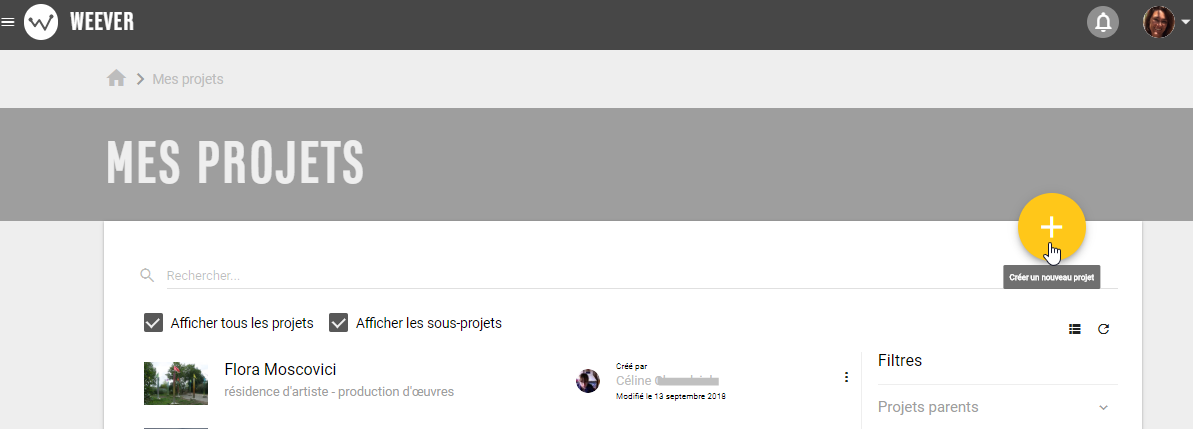 WEEVER
Mes projets
MES PROJETS
Rechercher...
Créer un nouveau projet
Afficher tous les projets Afficher les sous-projets
Flora Moscovici
résidence d'artiste - production d'œuvres
Créé par
Céline
Modifié le 13 septembre 2018
Filtres
Projets parents